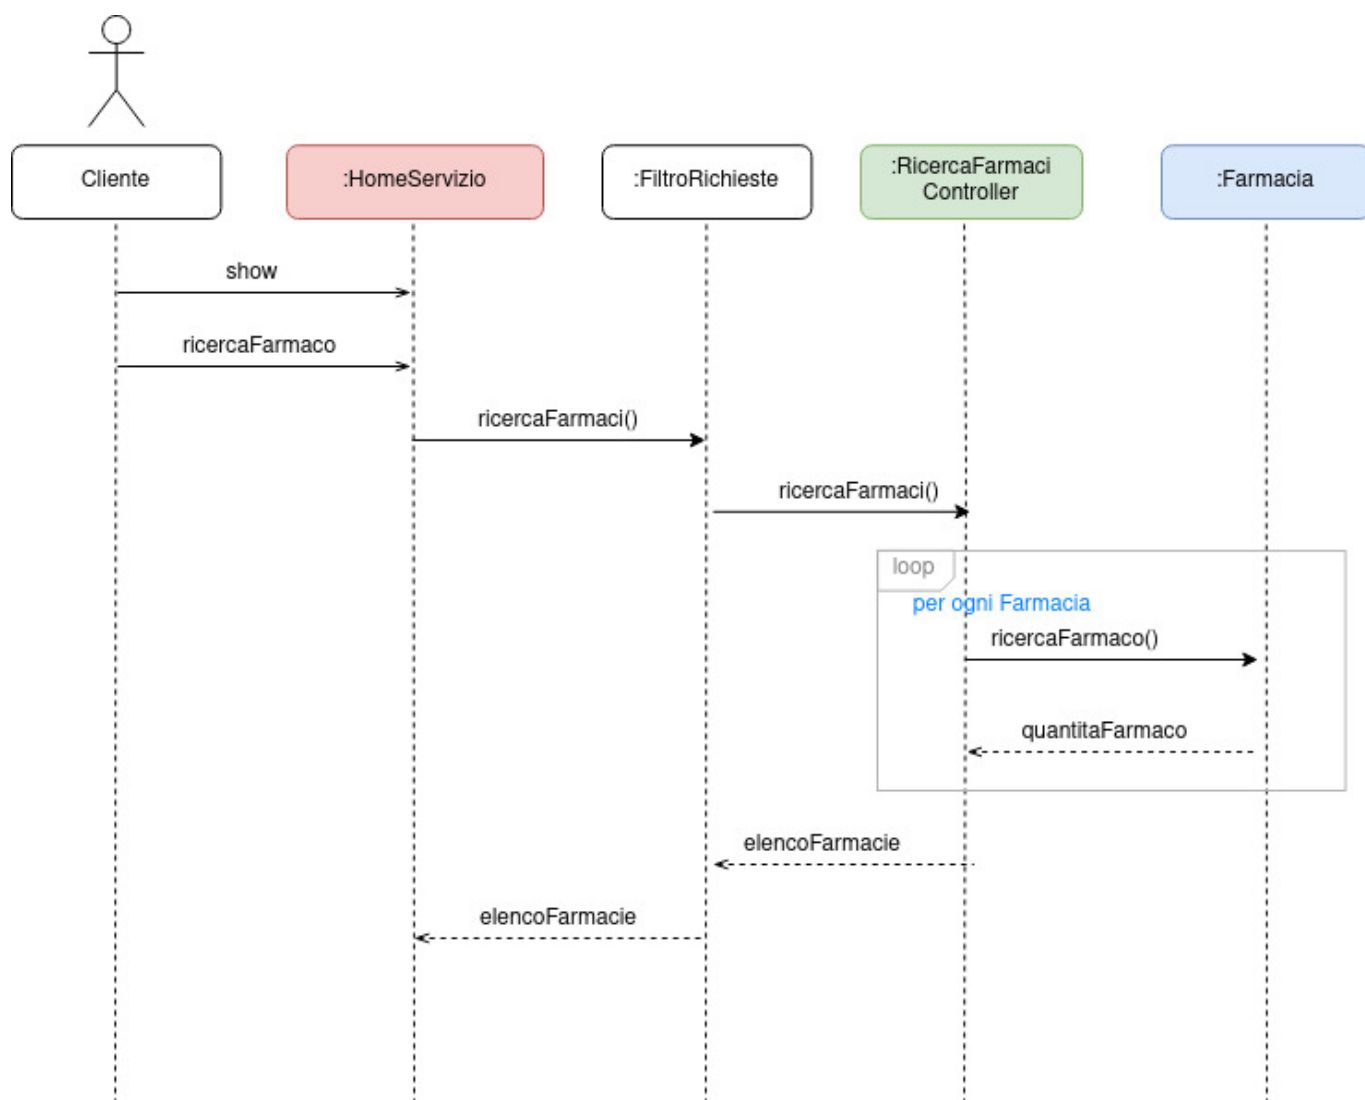 Cliente
:HomeServizio
:FiltroRichieste
:RicercaFarmaci
Controller
:Farmacia
show
ricercaFarmaco
ricercaFarmaci()
ricercaFarmaci()
loop
per ogni Farmacia
ricercaFarmaco()
quantitaFarmaco
elencoFarmacie
elencoFarmacie